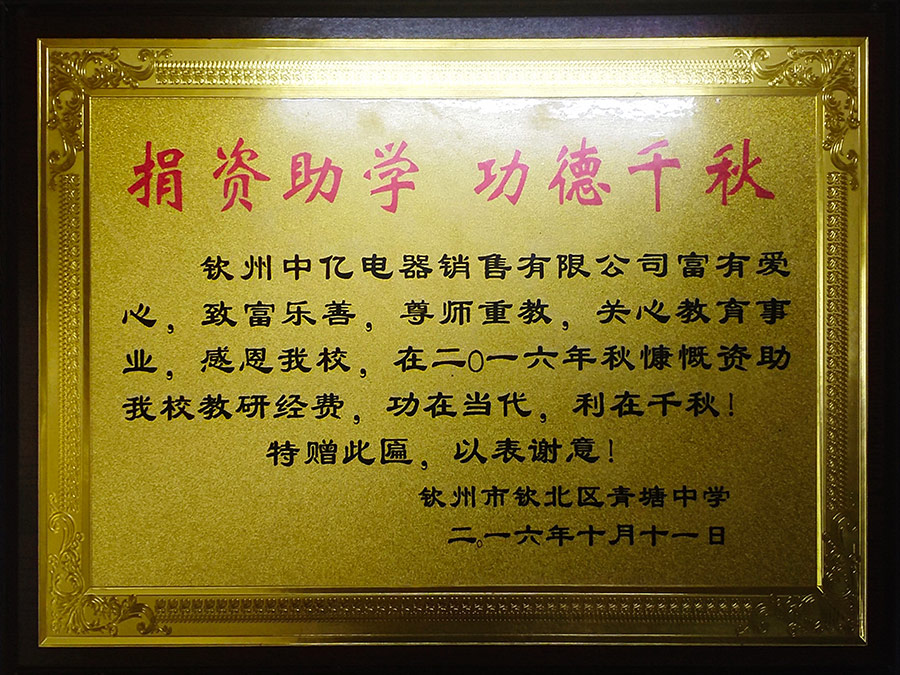 捐资助学 功德千秋
钦州中亿电器销售有限公司富有爱
心，致富乐善，尊师重教，关心教育事
业，感恩我校，在二0一六年秋慷慨资助
我校教研经费，功在当代，利在千秋！
特赠此匾，以表谢意！
钦州市钦北区青塘中学
二。一六年十月十一日